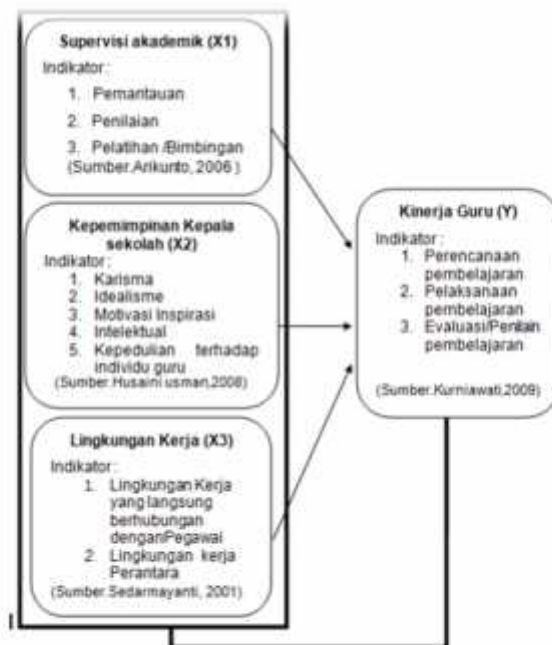 Supervisi akademik (X1)
Indikator :
1. Pemantauan
2. Penilaian
3. Pelatihan /Bimbingan
(Sumber.Arikunto, 2006 )
Kepemimpinan Kepala
sekolah (X2)
Indikator :
1. Karisma
2. Idealisme
3. Motivasi Inspirasi
4. Intelektual
5. Kepedulian terhadap
individu guru
(Sumber.Husaini usman,2008)
Lingkungan Kerja (X3)
Indikator :
1. Lingkungan Kerja
yang langsung
berhubungan
dengan Pegawai
2. Lingkungan kerja
Perantara
(Sumber.Sedarmayanti, 2001)
Kinerja Guru (Y)
Indikator :
1. Perencanaan
pembelajaran
2. Pelaksanaan
pembelajaran
3. Evaluasi/Penilain
pembelajaran
(Sumber.Kurniawati,2009)